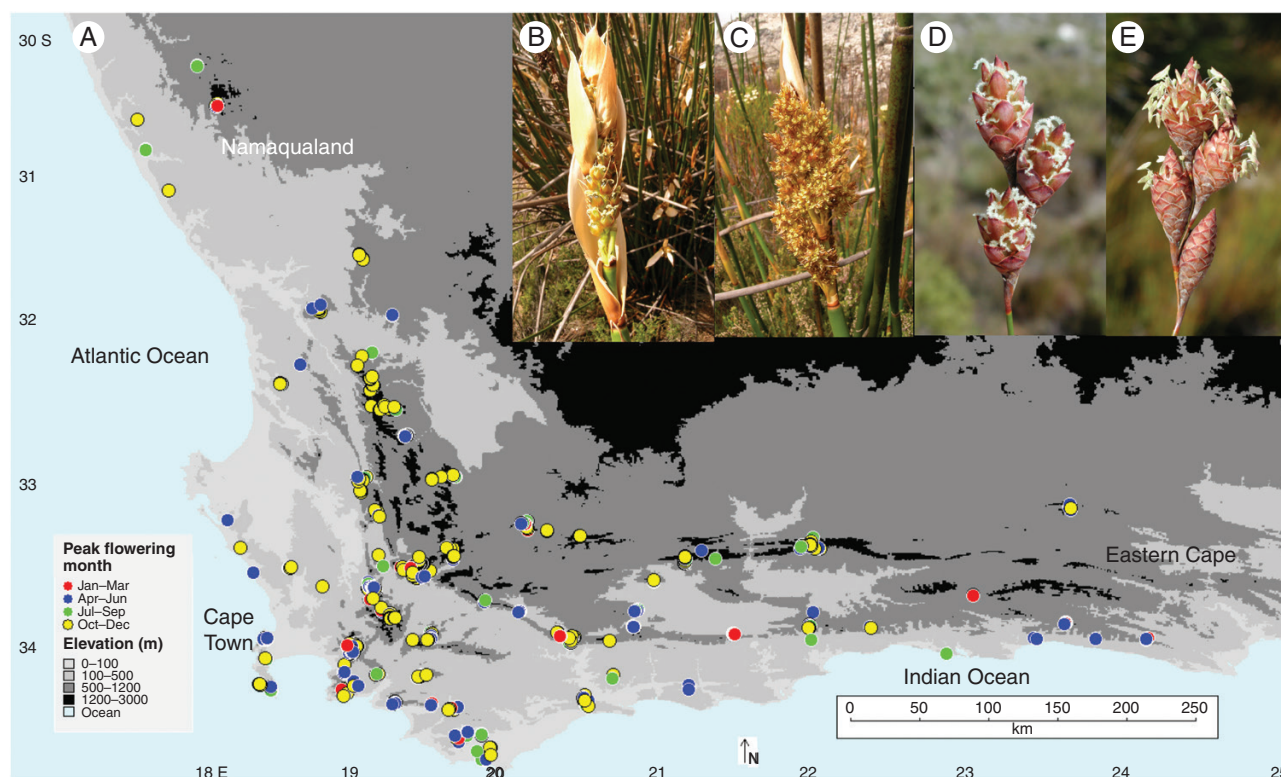 A
B
C
D
E
30 S
31
32
33
34
Namaqualand
Atlantic Ocean
Cape
Town
Eastern Cape
Indian Ocean
Peak flowering
month
Jan–Mar
Apr–Jun
Jul–Sep
Oct–Dec
Elevation (m)
0–100
100–500
500–1200
1200–3000
Ocean
0 50 100 150 200 250
km
N
18 E 19 20 21 22 23 24